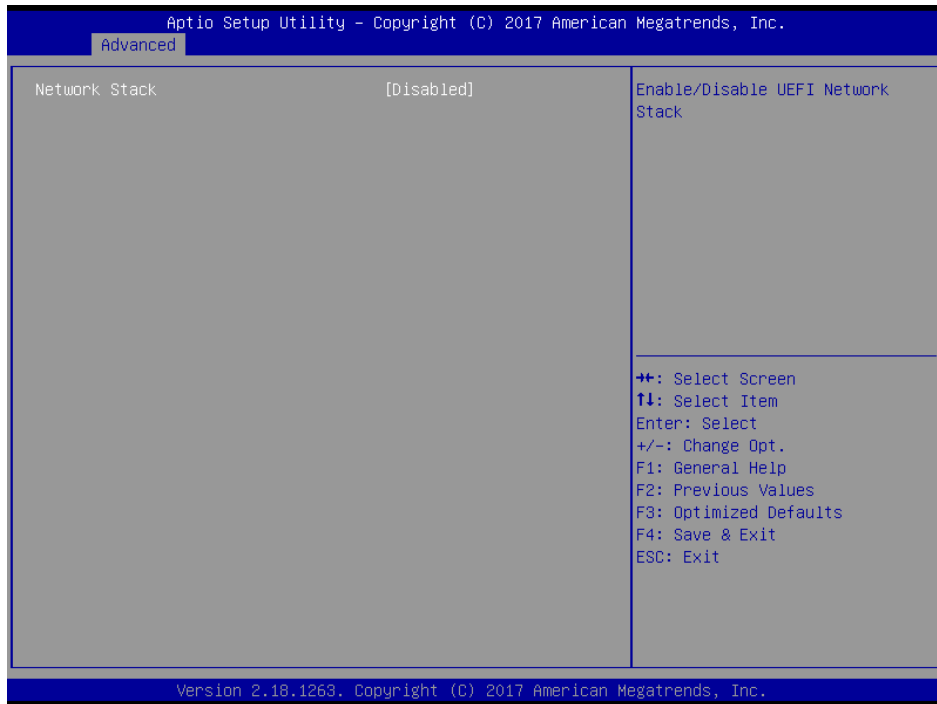 Aptio Setup Utility – Copyright (C) 2017 American Megatrends, Inc.
Advanced
Network Stack [Disabled]
Enable/Disable UEFI Network
Stack
→←: Select Screen
↑↓: Select Item
Enter: Select
+/-: Change Opt.
F1: General Help
F2: Previous Values
F3: Optimized Defaults
F4: Save & Exit
ESC: Exit
Version 2.18.1263. Copyright (C) 2017 American Megatrends, Inc.